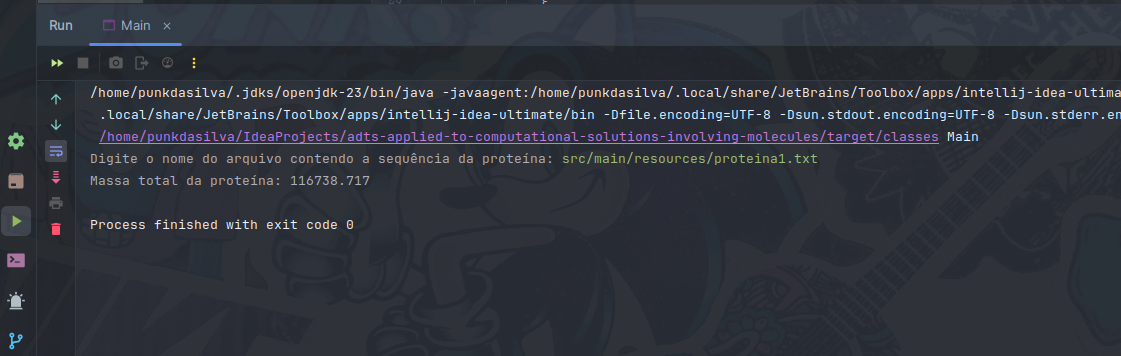 Run Main ×
/home/punkdasilva/.jdks/openjdk-23/bin/java -javaagent:/home/punkdasilva/.local/share/JetBrains/Toolbox/apps/intellij-idea-ultima
.local/share/JetBrains/Toolbox/apps/intellij-idea-ultimate/bin -Dfile.encoding=UTF-8 -Dsun.stdout.encoding=UTF-8 -Dsun.stderr.en
/home/punkdasilva/IdeaProjects/adts-applied-to-computational-solutions-involving-molecules/target/classes Main
Digite o nome do arquivo contendo a sequência da proteína: src/main/resources/proteina1.txt
Massa total da proteína: 116738.717
Process finished with exit code 0